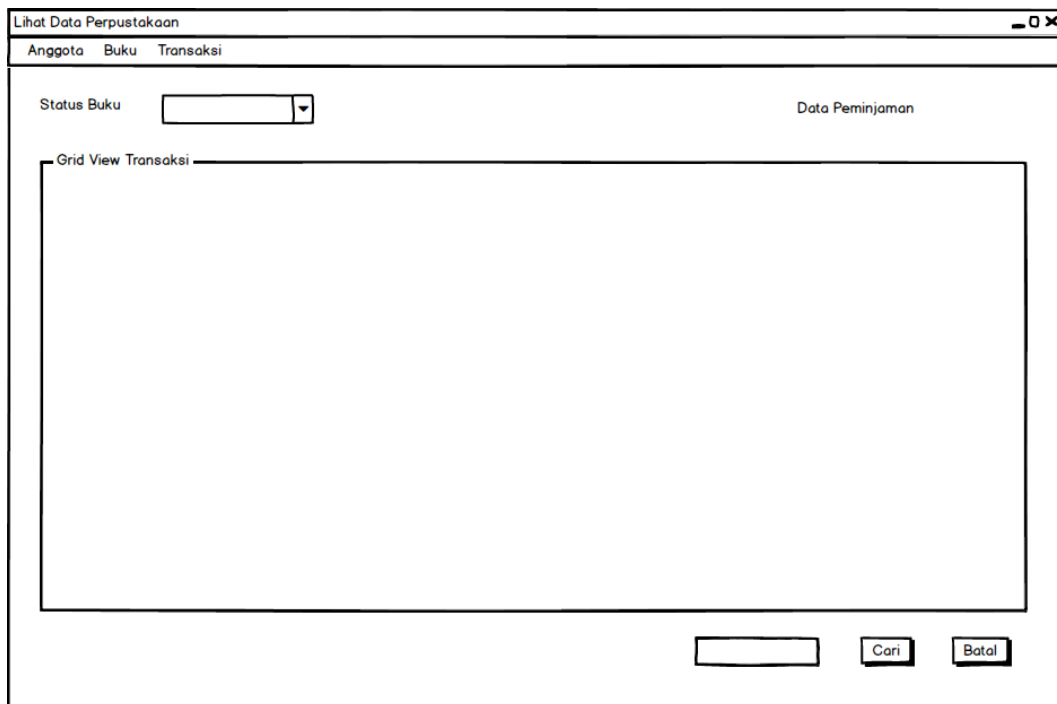 Lihat Data Perpustakaan
Anggota Buku Transaksi
Status Buku
Data Peminjaman
Grid View Transaksi
Cari Batal